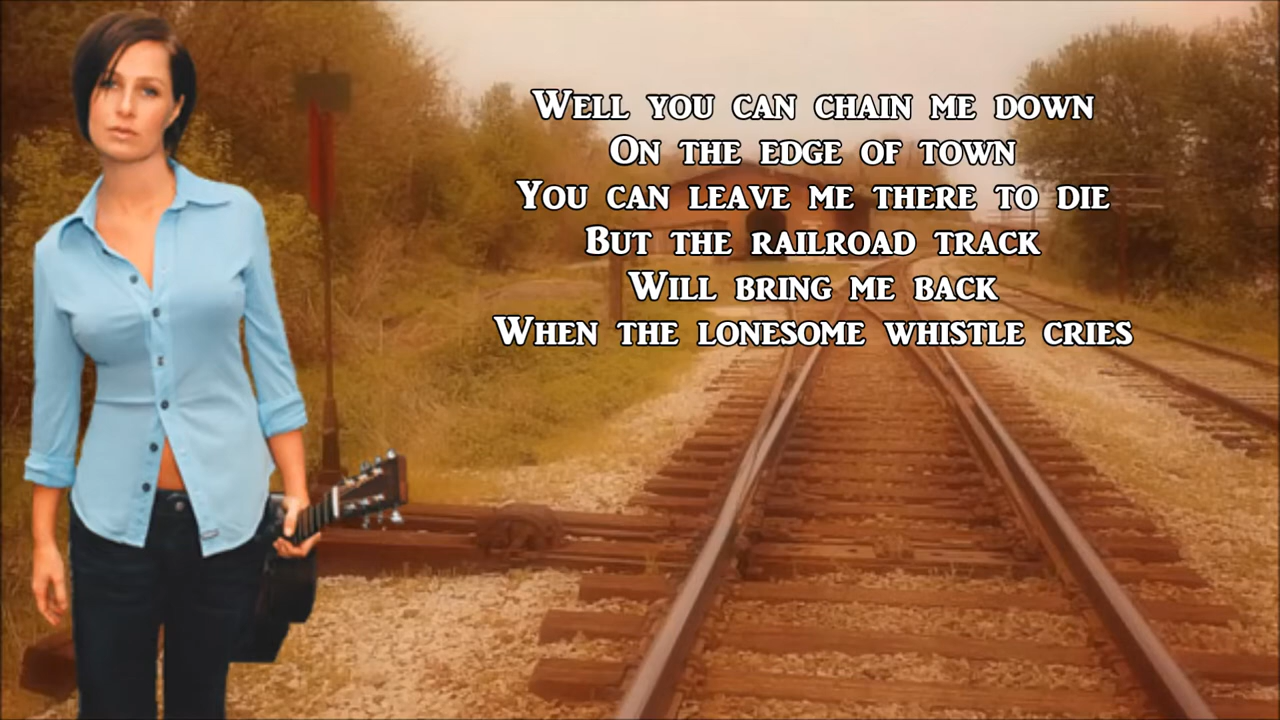 Well you can chain me down
On the edge of town
You can leave me there to die
But the railroad track
Will bring me back
When the lonesome whistle cries